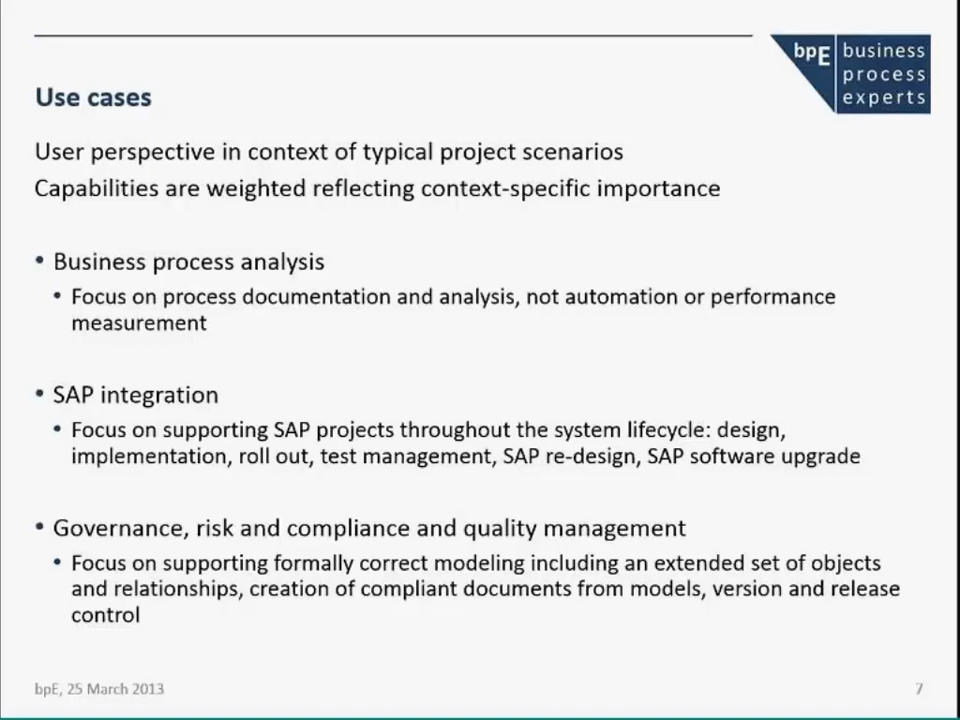 bpE business
process
experts
Use cases
User perspective in context of typical project scenarios
Capabilities are weighted reflecting context-specific importance
• Business process analysis
• Focus on process documentation and analysis, not automation or performance
measurement
• SAP integration
• Focus on supporting SAP projects throughout the system lifecycle: design,
implementation, roll out, test management, SAP re-design, SAP software upgrade
• Governance, risk and compliance and quality management
• Focus on supporting formally correct modeling including an extended set of objects
and relationships, creation of compliant documents from models, version and release
control
bpE, 25 March 2013 7